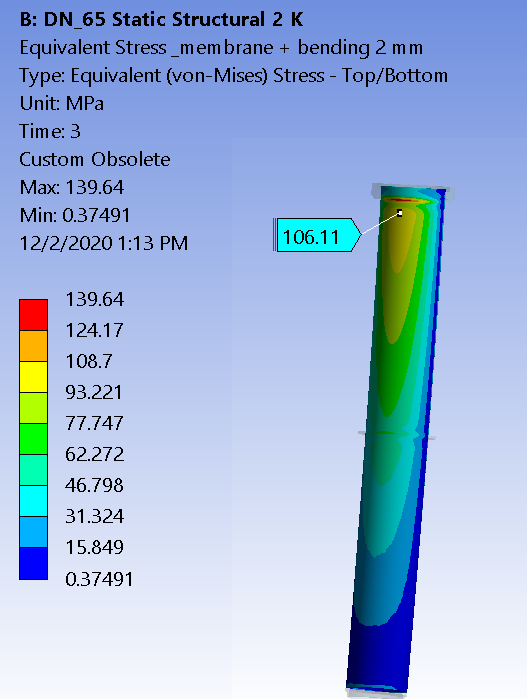 B: DN_65 Static Structural 2 K
Equivalent Stress _membrane + bending 2 mm
Type: Equivalent (von-Mises) Stress - Top/Bottom
Unit: MPa
Time: 3
Custom Obsolete
Max: 139.64
Min: 0.37491
12/2/2020 1:13 PM
106.11
139.64
124.17
108.7
93.221
77.747
62.272
46.798
31.324
15.849
0.37491